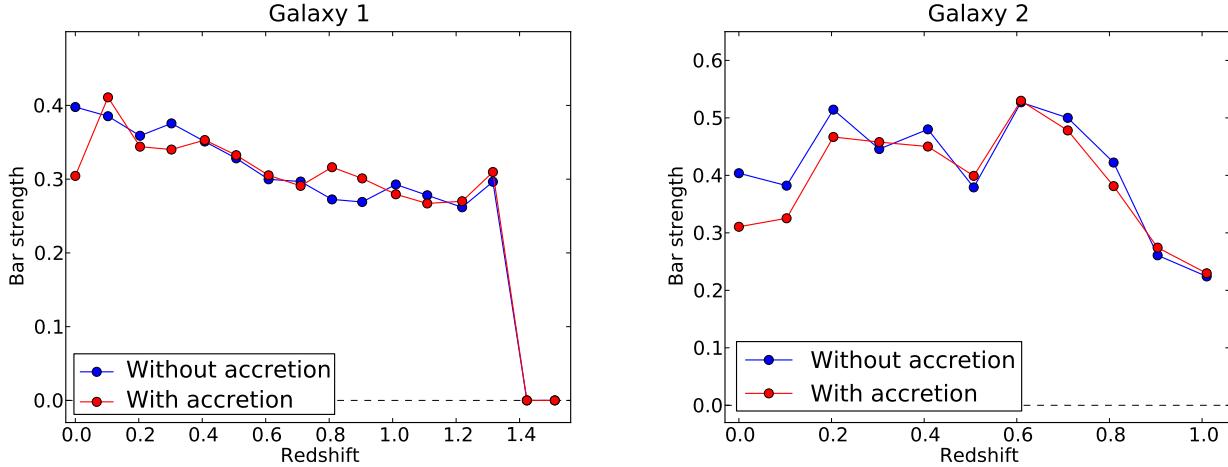 Galaxy 1
Bar strength
0.4
0.3
0.2
0.1
0.0
Without accretion
With accretion
0.0 0.2 0.4 0.6 0.8 1.0 1.2 1.4
Redshift
Galaxy 2
Bar strength
0.6
0.5
0.4
0.3
0.2
0.1
0.0
Without accretion
With accretion
0.0 0.2 0.4 0.6 0.8 1.0
Redshift